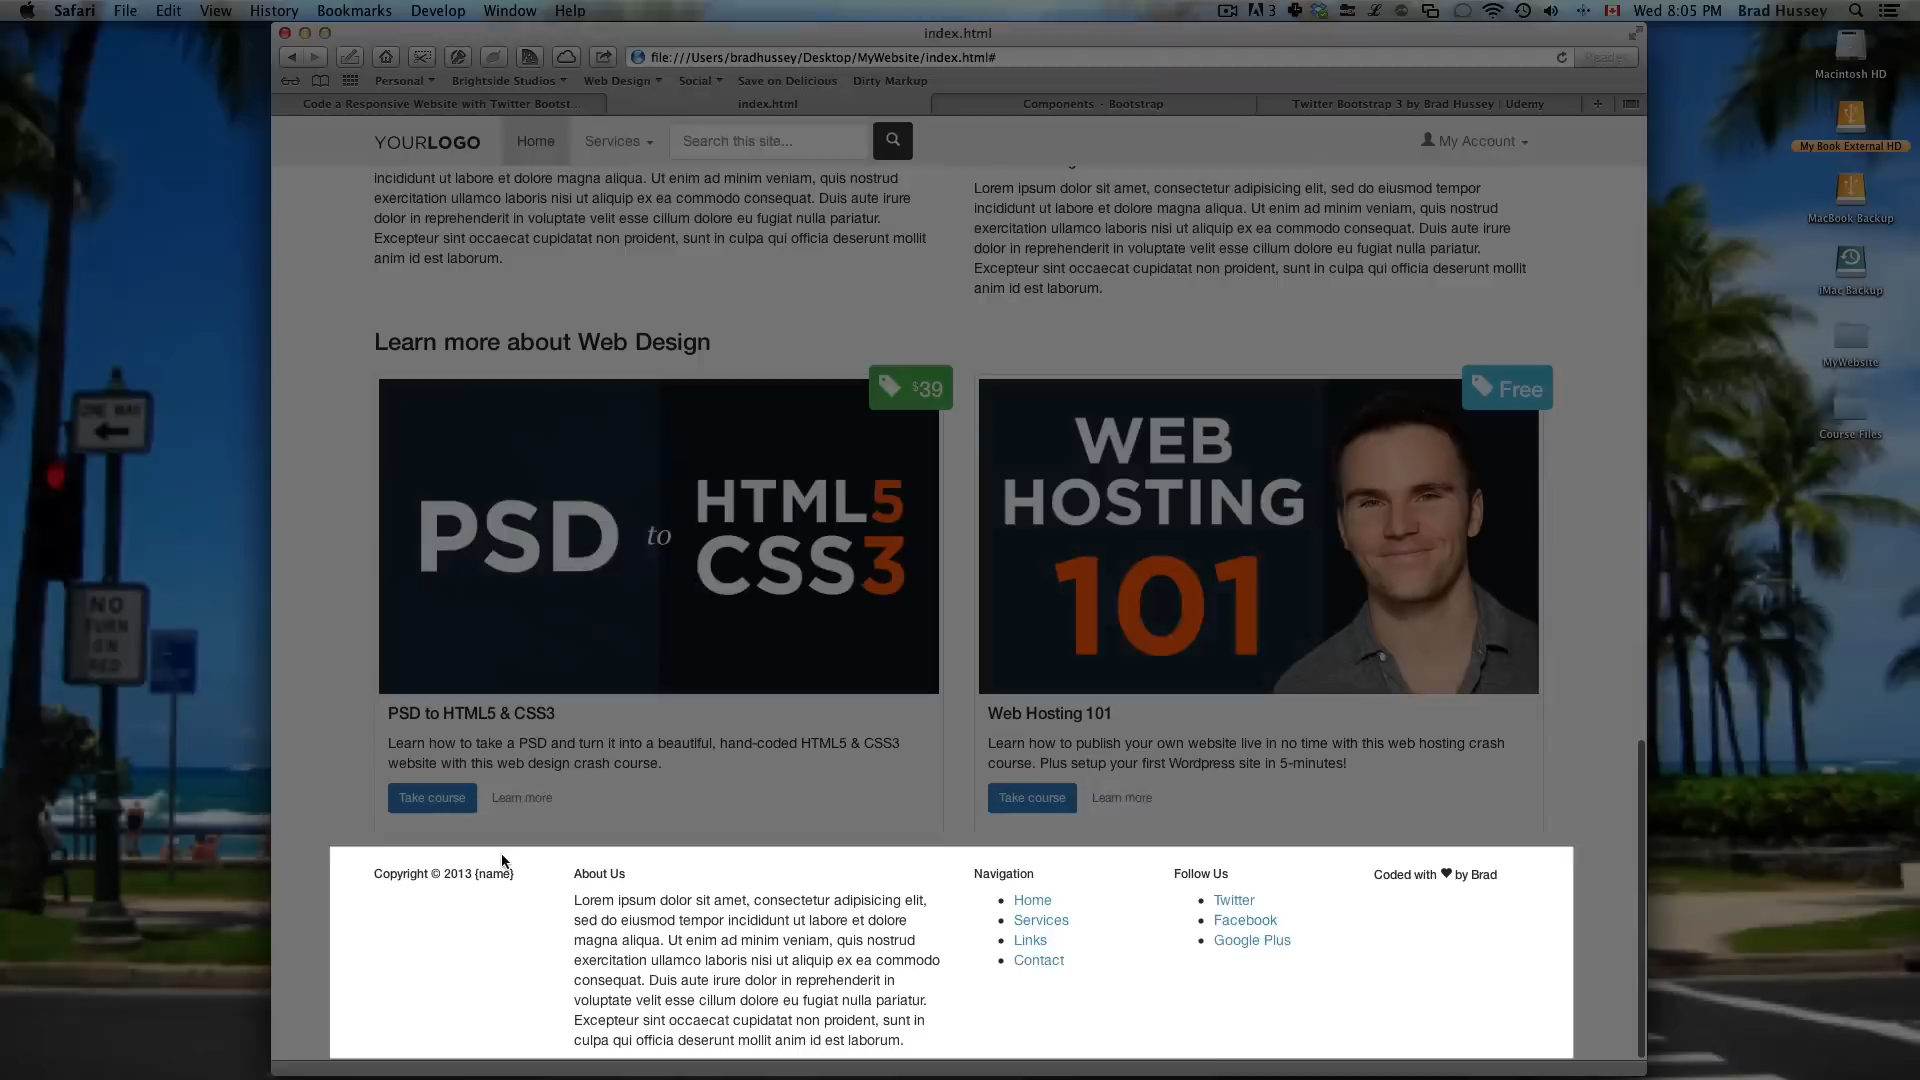 Safari File Edit View History Bookmarks Develop Window Help
3
Wed 8:05 PM Brad Hussey
index.html
file:///Users/bradhussey/Desktop/MyWebsite/index.html#
Reader
Personal Brightside Studios Web Design Social Save on Delicious Dirty Markup
Code a Responsive Website with Twitter Bootst...
index.html
Components - Bootstrap
Twitter Bootstrap 3 by Brad Hussey | Udemy
Macintosh HD
My Book External HD
MacBook Backup
iMac Backup
MyWebsite
Course Files
YOURLOGO
Home
Services
Search this site...
My Account
incididunt ut labore et dolore magna aliqua. Ut enim ad minim veniam, quis nostrud
exercitation ullamco laboris nisi ut aliquip ex ea commodo consequat. Duis aute irure
dolor in reprehenderit in voluptate velit esse cillum dolore eu fugiat nulla pariatur.
Excepteur sint occaecat cupidatat non proident, sunt in culpa qui officia deserunt mollit
anim id est laborum.
Lorem ipsum dolor sit amet, consectetur adipisicing elit, sed do eiusmod tempor
incididunt ut labore et dolore magna aliqua. Ut enim ad minim veniam, quis nostrud
exercitation ullamco laboris nisi ut aliquip ex ea commodo consequat. Duis aute irure
dolor in reprehenderit in voluptate velit esse cillum dolore eu fugiat nulla pariatur.
Excepteur sint occaecat cupidatat non proident, sunt in culpa qui officia deserunt mollit
anim id est laborum.
Learn more about Web Design
$39
PSD to HTML5
CSS3
PSD to HTML5 & CSS3
Learn how to take a PSD and turn it into a beautiful, hand-coded HTML5 & CSS3
website with this web design crash course.
Take course Learn more
Free
WEB
HOSTING
101
Web Hosting 101
Learn how to publish your own website live in no time with this web hosting crash
course. Plus setup your first Wordpress site in 5-minutes!
Take course Learn more
Copyright © 2013 {name}
About Us
Lorem ipsum dolor sit amet, consectetur adipisicing elit,
sed do eiusmod tempor incididunt ut labore et dolore
magna aliqua. Ut enim ad minim veniam, quis nostrud
exercitation ullamco laboris nisi ut aliquip ex ea commodo
consequat. Duis aute irure dolor in reprehenderit in
voluptate velit esse cillum dolore eu fugiat nulla pariatur.
Excepteur sint occaecat cupidatat non proident, sunt in
culpa qui officia deserunt mollit anim id est laborum.
Navigation
Home
Services
Links
Contact
Follow Us
Twitter
Facebook
Google Plus
Coded with ♥ by Brad
ONE WAY
NO
TURN
ON
RED